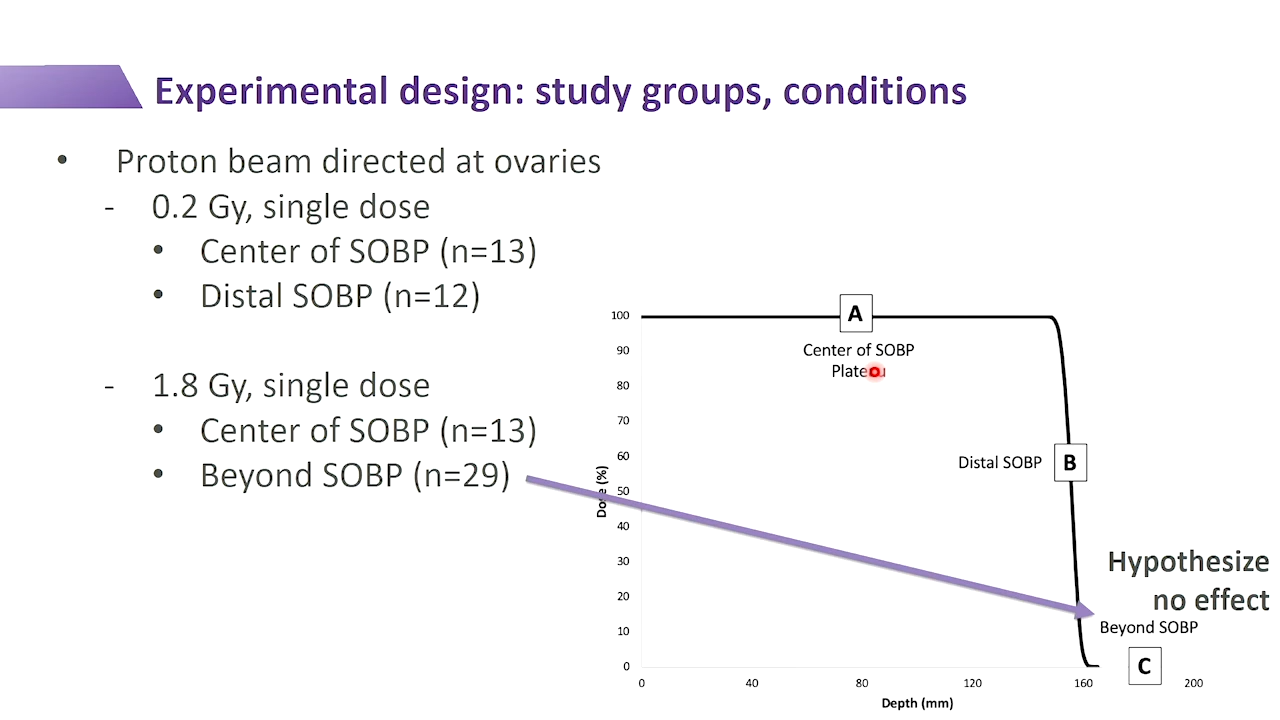 Experimental design: study groups, conditions
• Proton beam directed at ovaries
- 0.2 Gy, single dose
• Center of SOBP (n=13)
• Distal SOBP (n=12)
- 1.8 Gy, single dose
• Center of SOBP (n=13)
• Beyond SOBP (n=29)
A
Center of SOBP
Plateau
Distal SOBP
B
Hypothesize
no effect
Beyond SOBP
C
Dose (%)
100
90
80
70
60
50
40
30
20
10
0
0 40 80 120 160 200
Depth (mm)